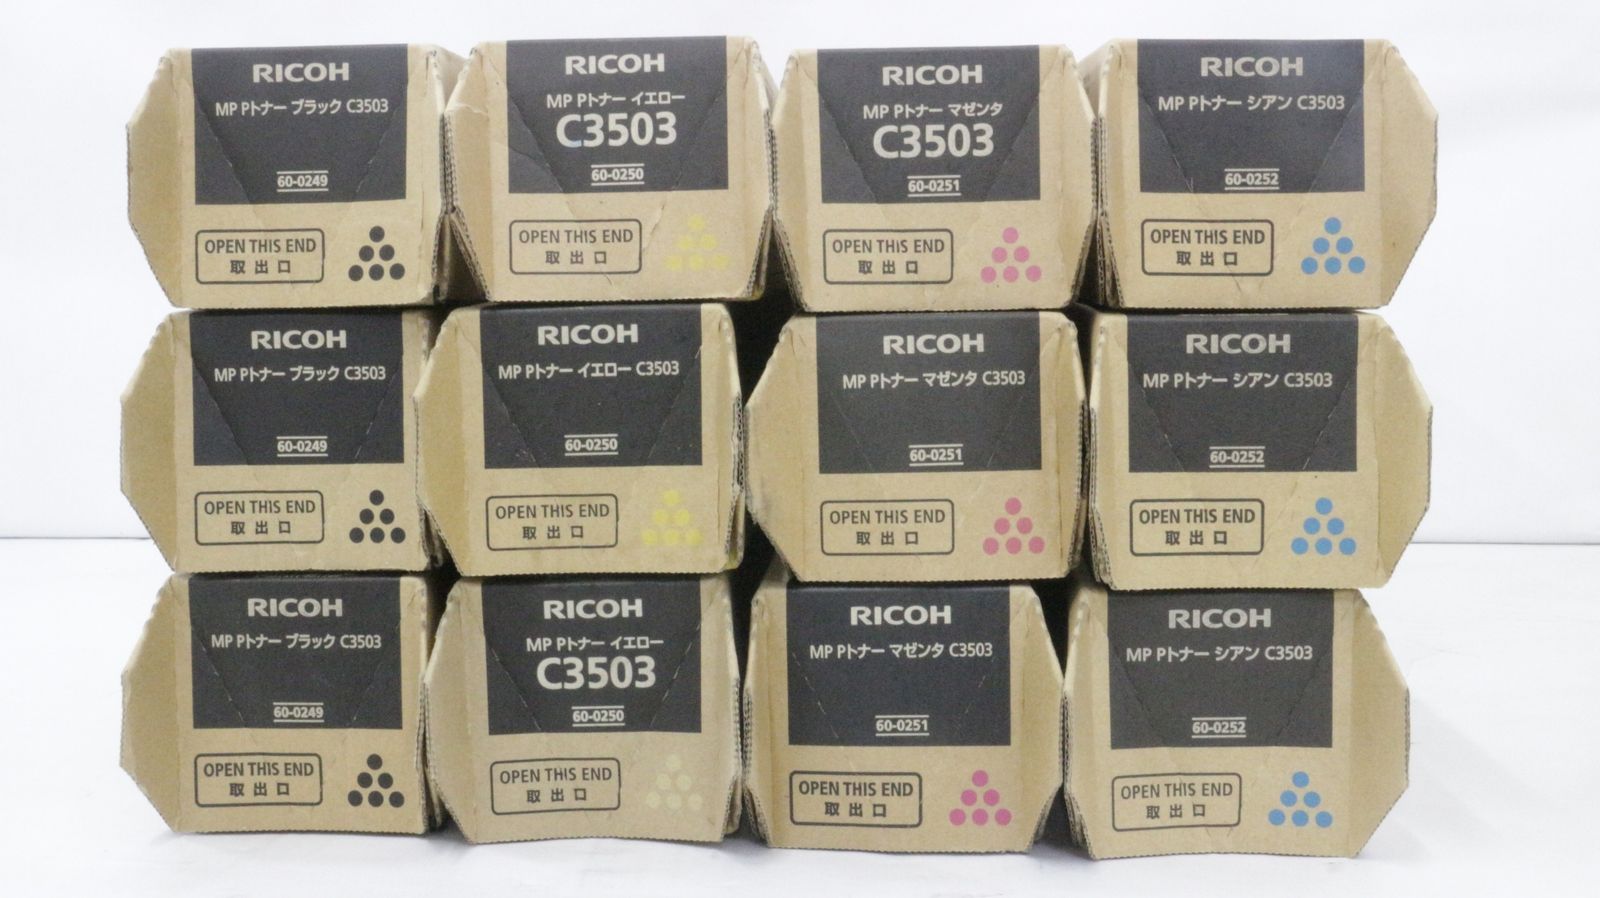 RICOH
MP Pトナー ブラック C3503
60-0249
OPEN THIS END
取出口
RICOH
MP Pトナー イエロー
C3503
60-0250
OPEN THIS END
取出口
RICOH
MP Pトナー マゼンタ
C3503
60-0251
OPEN THIS END
取出口
RICOH
MP Pトナー シアン C3503
60-0252
OPEN THIS END
取出口
RICOH
MP Pトナー ブラック C3503
60-0249
OPEN THIS END
取出口
RICOH
MP Pトナー イエロー C3503
60-0250
OPEN THIS END
取出口
RICOH
MP Pトナー マゼンタ C3503
60-0251
OPEN THIS END
取出口
RICOH
MP Pトナー シアン C3503
60-0252
OPEN THIS END
取出口
RICOH
MP Pトナー ブラック C3503
60-0249
OPEN THIS END
取出口
RICOH
MP Pトナー イエロー
C3503
60-0250
OPEN THIS END
取出口
RICOH
MP Pトナー マゼンタ C3503
60-0251
OPEN THIS END
取出口
RICOH
MP Pトナー シアン C3503
60-0252
OPEN THIS END
取出口